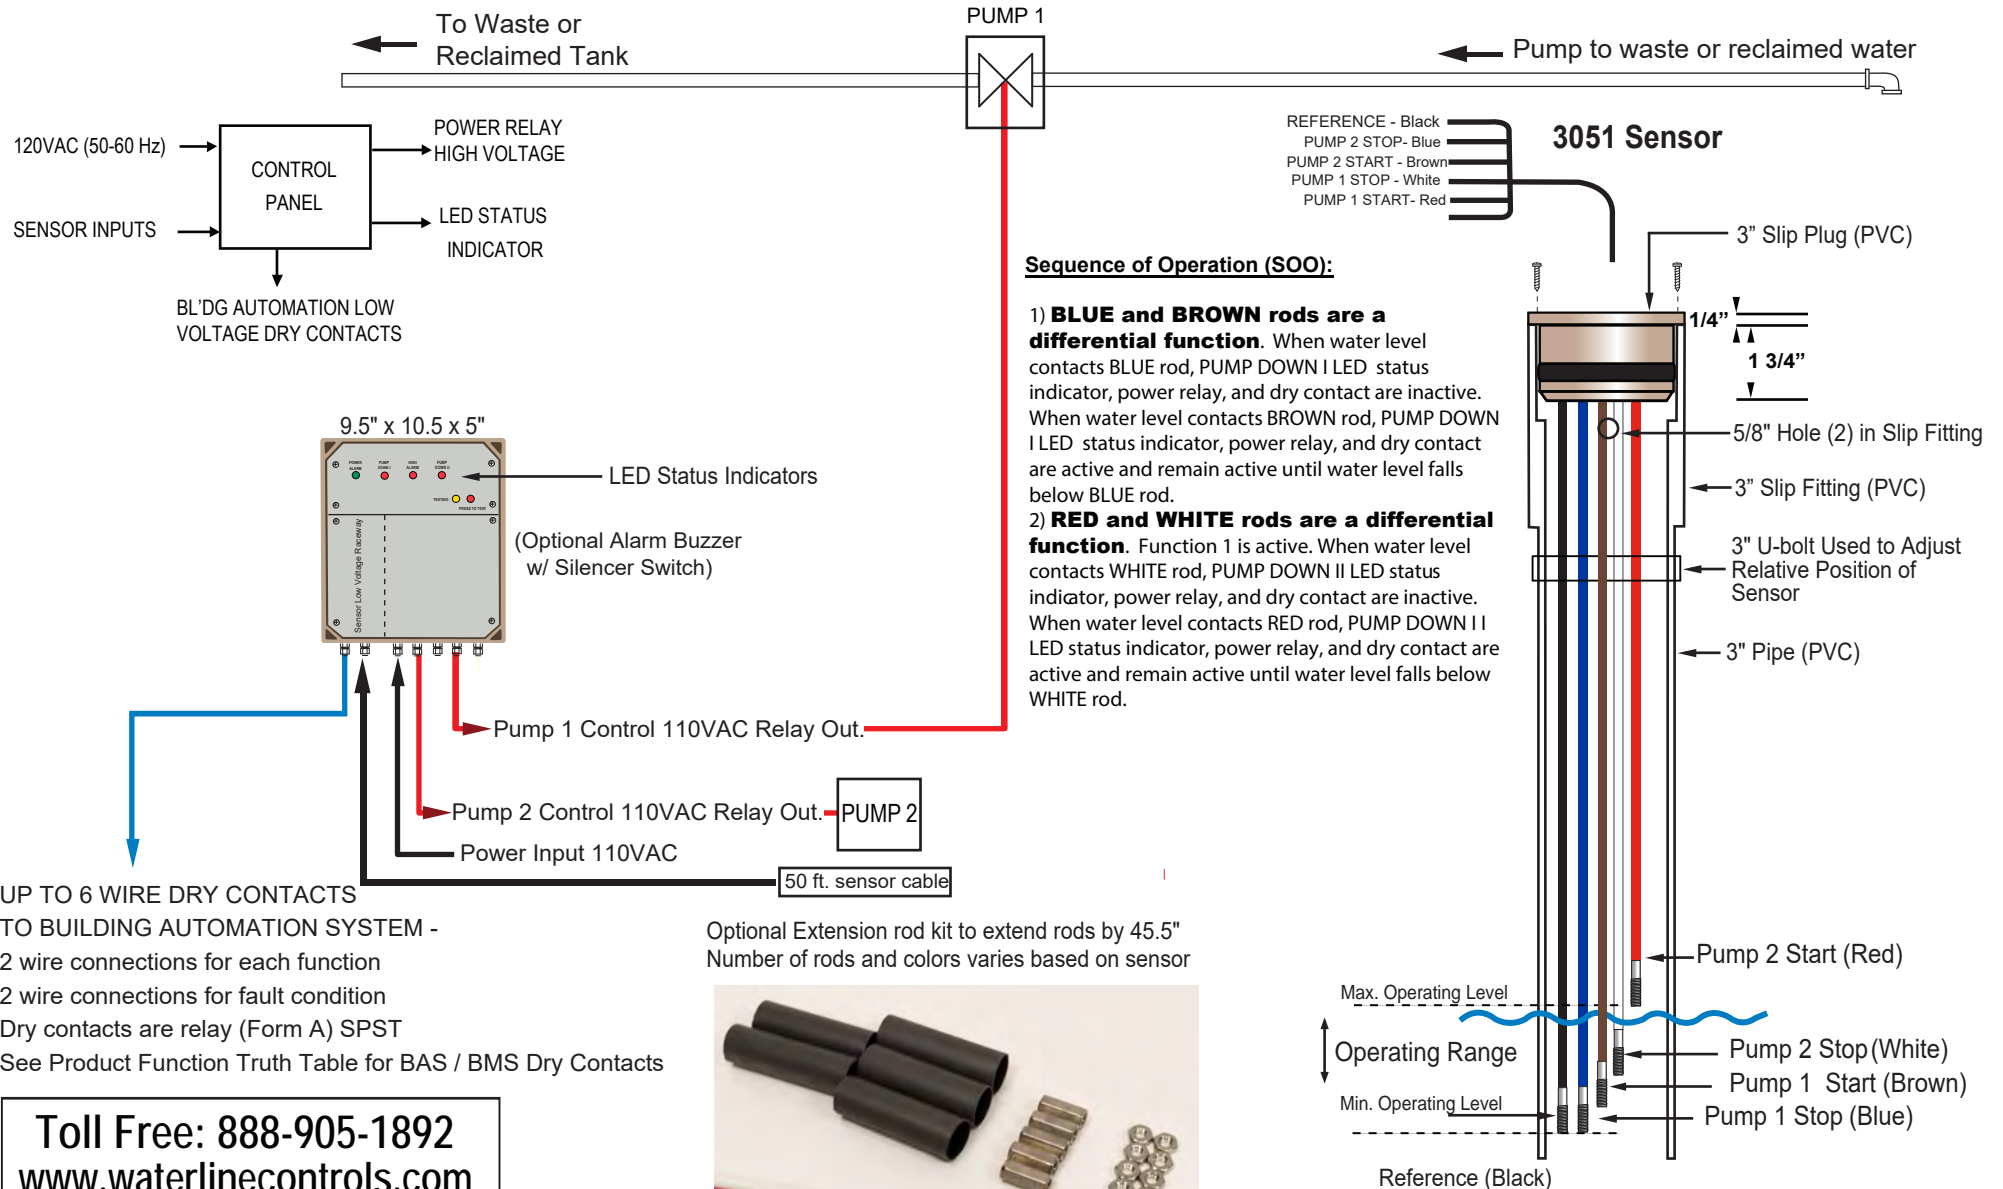 To Waste or
Reclaimed Tank
PUMP 1
Pump to waste or reclaimed water
120VAC (50-60 Hz)
SENSOR INPUTS
CONTROL
PANEL
POWER RELAY
HIGH VOLTAGE
LED STATUS
INDICATOR
BL'DG AUTOMATION LOW
VOLTAGE DRY CONTACTS
REFERENCE - Black
PUMP 2 STOP- Blue
PUMP 2 START - Brown
PUMP 1 STOP - White
PUMP 1 START- Red
3051 Sensor
Sequence of Operation (SOO):
1) BLUE and BROWN rods are a
differential function. When water level
contacts BLUE rod, PUMP DOWN I LED status
indicator, power relay, and dry contact are inactive.
When water level contacts BROWN rod, PUMP DOWN
I LED status indicator, power relay, and dry contact
are active and remain active until water level falls
below BLUE rod.
2) RED and WHITE rods are a differential
function. Function 1 is active. When water level
contacts WHITE rod, PUMP DOWN II LED status
indicator, power relay, and dry contact are inactive.
When water level contacts RED rod, PUMP DOWN I I
LED status indicator, power relay, and dry contact are
active and remain active until water level falls below
WHITE rod.
3” Slip Plug (PVC)
1/4”
1 3/4”
5/8" Hole (2) in Slip Fitting
3” Slip Fitting (PVC)
3" U-bolt Used to Adjust
Relative Position of
Sensor
3" Pipe (PVC)
9.5" x 10.5 x 5"
POWER
ALARM
PUMP
DOWN I
HIGH
ALARM
PUMP
DOWN II
TESTING
PRESS TO TEST
Sensor Low Voltage Raceway
LED Status Indicators
(Optional Alarm Buzzer
w/ Silencer Switch)
Pump 1 Control 110VAC Relay Out.
Pump 2 Control 110VAC Relay Out.
PUMP 2
Power Input 110VAC
50 ft. sensor cable
UP TO 6 WIRE DRY CONTACTS
TO BUILDING AUTOMATION SYSTEM -
2 wire connections for each function
2 wire connections for fault condition
Dry contacts are relay (Form A) SPST
See Product Function Truth Table for BAS / BMS Dry Contacts
Optional Extension rod kit to extend rods by 45.5"
Number of rods and colors varies based on sensor
Pump 2 Start (Red)
Max. Operating Level
Operating Range
Min. Operating Level
Pump 2 Stop (White)
Pump 1 Start (Brown)
Pump 1 Stop (Blue)
Reference (Black)
Toll Free: 888-905-1892
www.waterlinecontrols.com